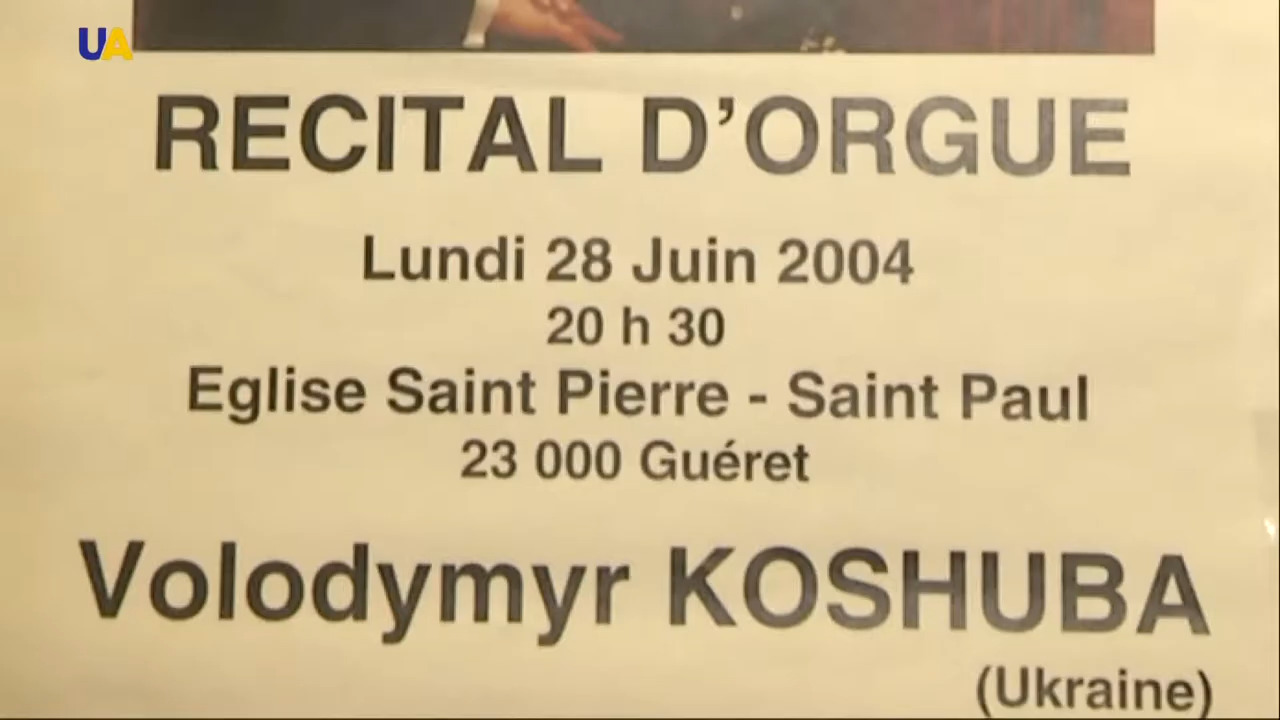 UA
RECITAL D'ORGUE
Lundi 28 Juin 2004
20 h 30
Eglise Saint Pierre - Saint Paul
23 000 Guéret
Volodymyr KOSHUBA
(Ukraine)